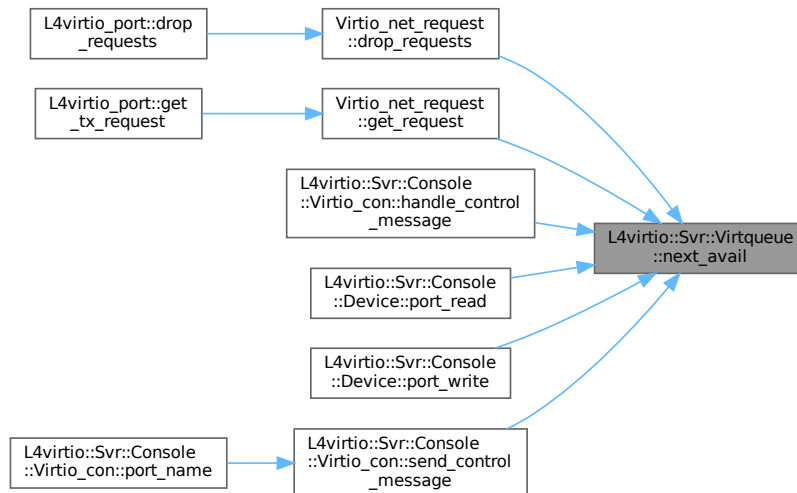 L4virtio_port::drop
_requests
Virtio_net_request
::drop_requests
L4virtio_port::get
_tx_request
Virtio_net_request
::get_request
L4virtio::Svr::Console
::Virtio_con::handle_control
_message
L4virtio::Svr::Virtqueue
::next_avail
L4virtio::Svr::Console
::Device::port_read
L4virtio::Svr::Console
::Device::port_write
L4virtio::Svr::Console
::Virtio_con::port_name
L4virtio::Svr::Console
::Virtio_con::send_control
_message